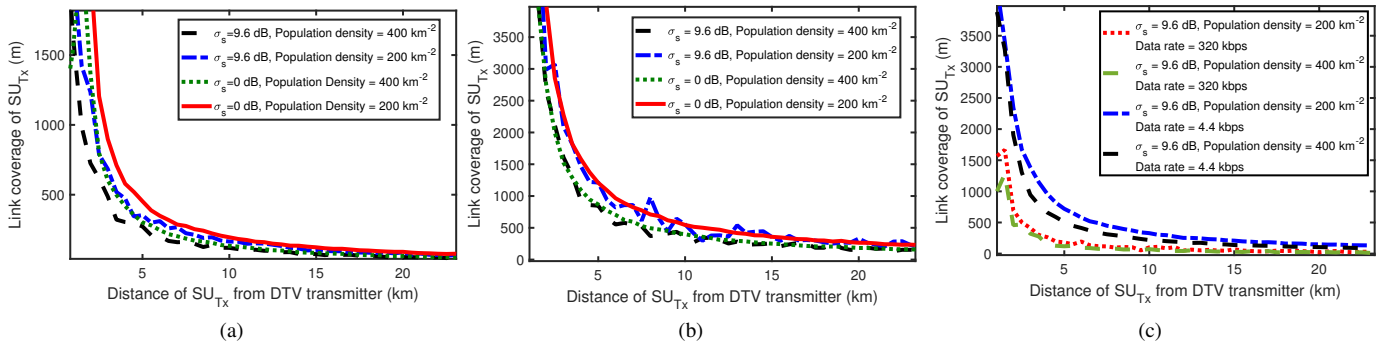 Link coverage of SU_Tx (m)
1500
1000
500
5
10
15
20
Distance of SU_Tx from DTV transmitter (km)
σ_s=9.6 dB, Population density = 400 km^-2
σ_s=9.6 dB, Population density = 200 km^-2
σ_s=0 dB, Population Density = 400 km^-2
σ_s=0 dB, Population Density = 200 km^-2
(a)
Link coverage of SU_Tx (m)
3500
3000
2500
2000
1500
1000
500
0
5
10
15
20
Distance of SU_Tx from DTV transmitter (km)
σ_s = 9.6 dB, Population density = 400 km^-2
σ_s = 9.6 dB, Population density = 200 km^-2
σ_s = 0 dB, Population density = 400 km^-2
σ_s = 0 dB, Population density = 200 km^-2
(b)
Link coverage of SU_Tx (m)
3500
3000
2500
2000
1500
1000
500
0
5
10
15
20
Distance of SU_Tx from DTV transmitter (km)
σ_s = 9.6 dB, Population density = 200 km^-2
Data rate = 320 kbps
σ_s = 9.6 dB, Population density = 400 km^-2
Data rate = 320 kbps
σ_s = 9.6 dB, Population density = 200 km^-2
Data rate = 4.4 kbps
σ_s = 9.6 dB, Population density = 400 km^-2
Data rate = 4.4 kbps
(c)